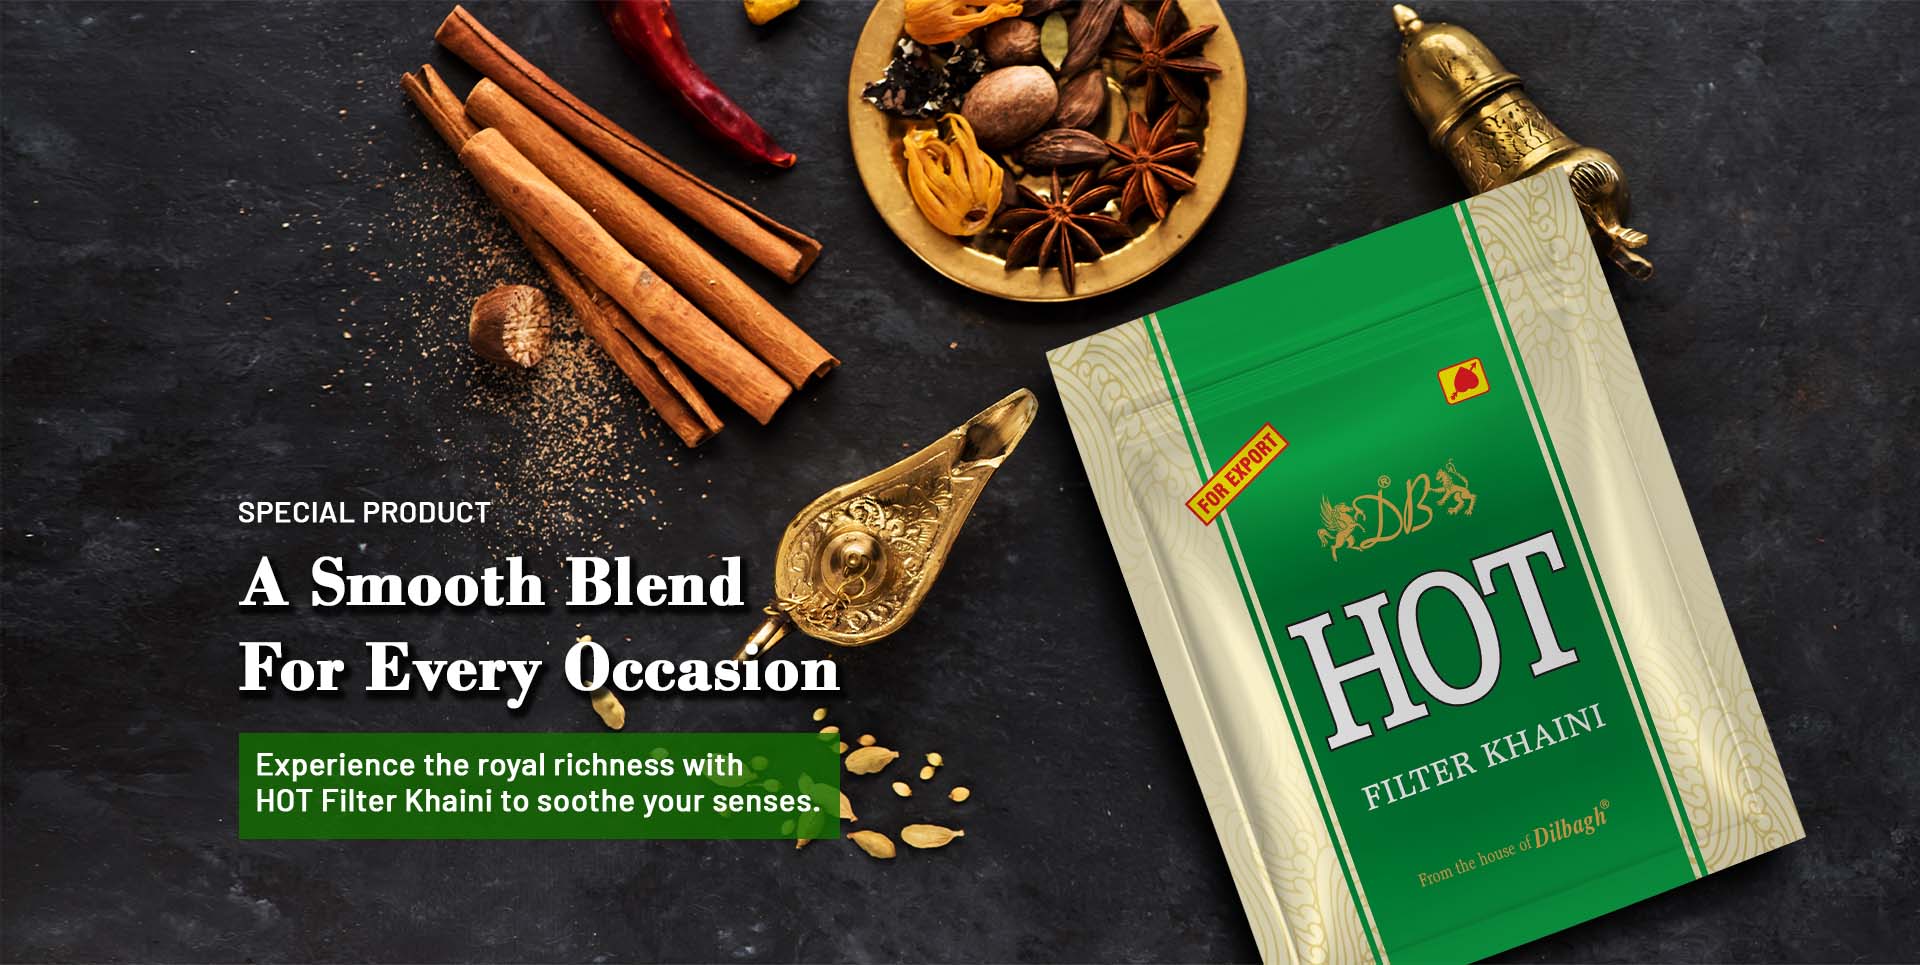 SPECIAL PRODUCT
A Smooth Blend
For Every Occasion
Experience the royal richness with
HOT Filter Khaini to soothe your senses.
FOR EXPORT
DB®
HOT
FILTER KHAINI
From the house of Dilbagh®